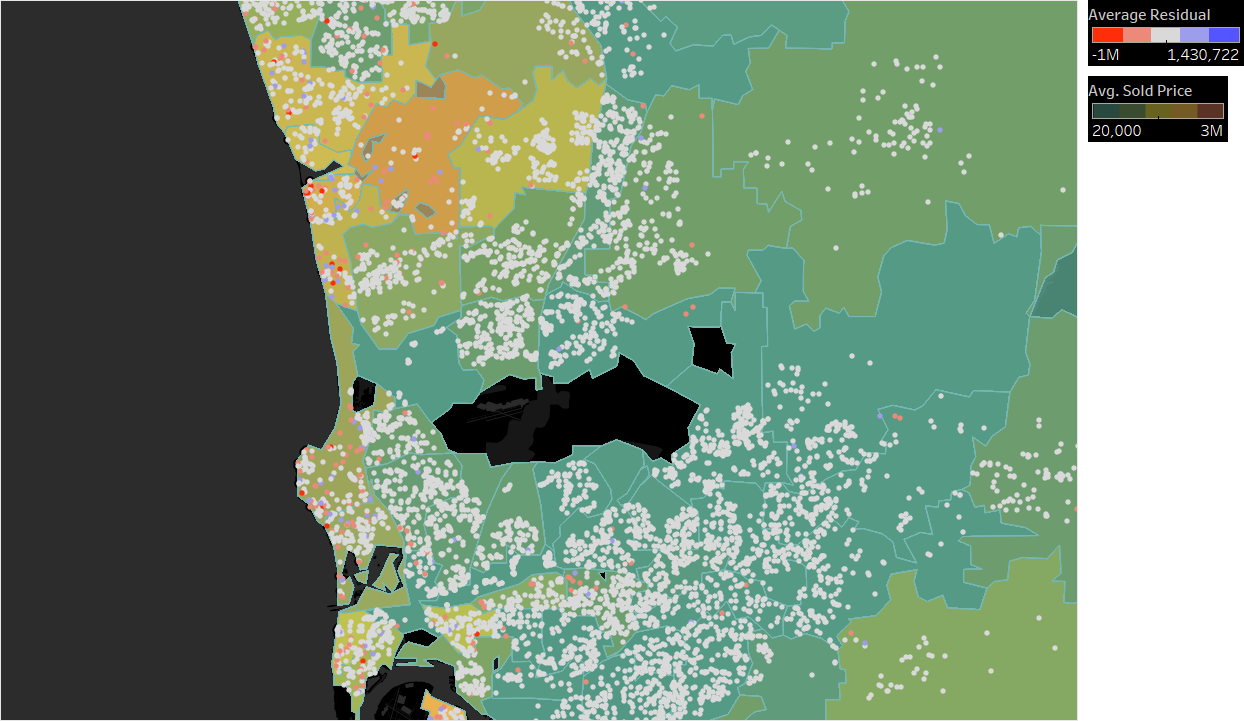 Average Residual
-1M 1,430,722
Avg. Sold Price
20,000 3M